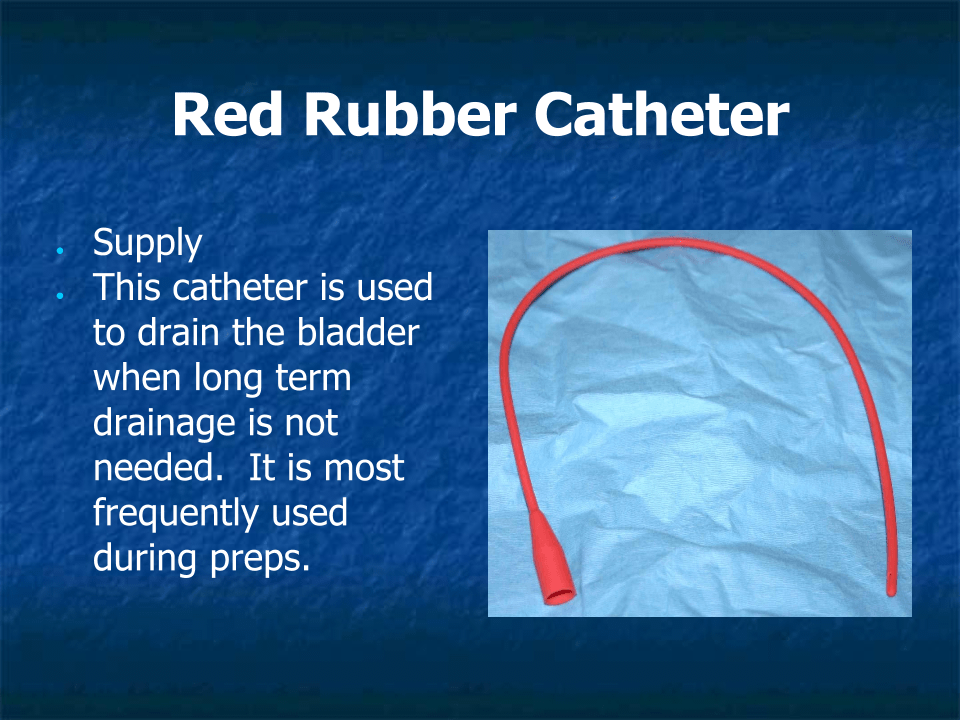 Red Rubber Catheter
Supply
This catheter is used
to drain the bladder
when long term
drainage is not
needed.  It is most
frequently used
during preps.